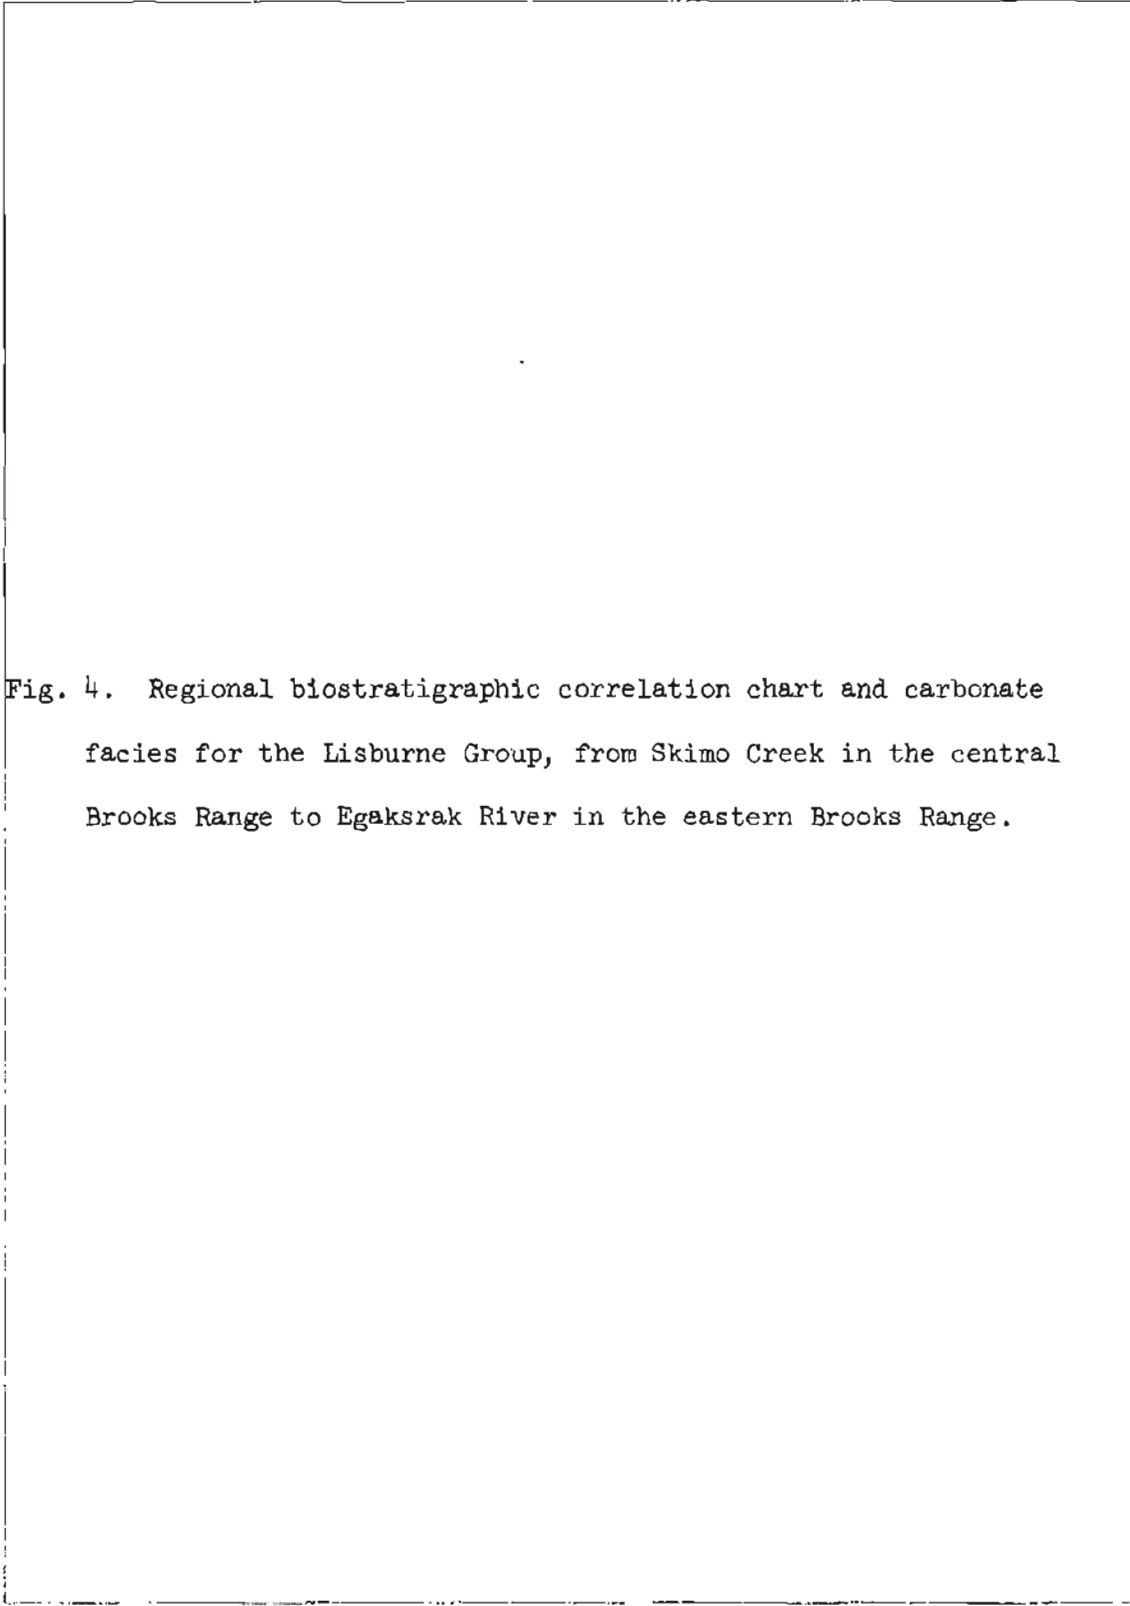 Fig. 4. Regional biostratigraphic correlation chart and carbonate
facies for the Lisburne Group, from Skimo Creek in the central
Brooks Range to Egaksrak River in the eastern Brooks Range.